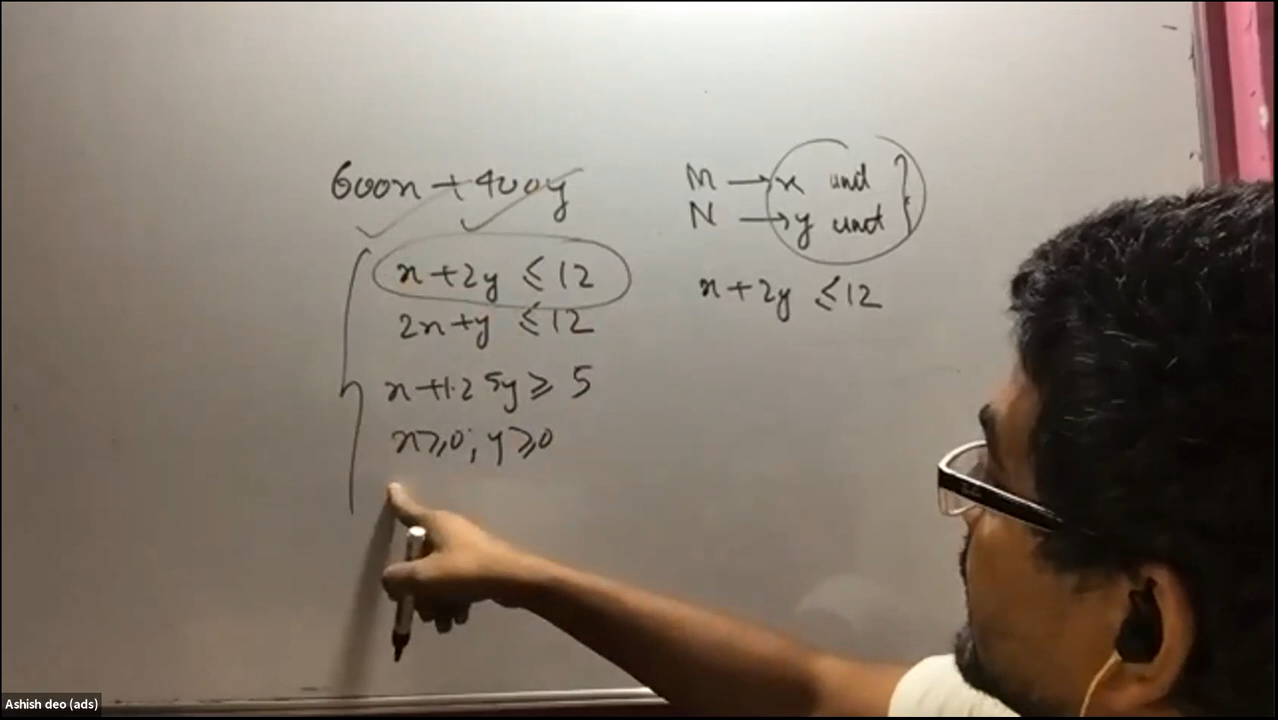 600x + 400y
x + 2y ≤ 12
2x + y ≤ 12
x + 1.25y ≥ 5
x ≥ 0; y ≥ 0
M → x unit
N → y unit
x + 2y ≤ 12
Ashish deo (ads)